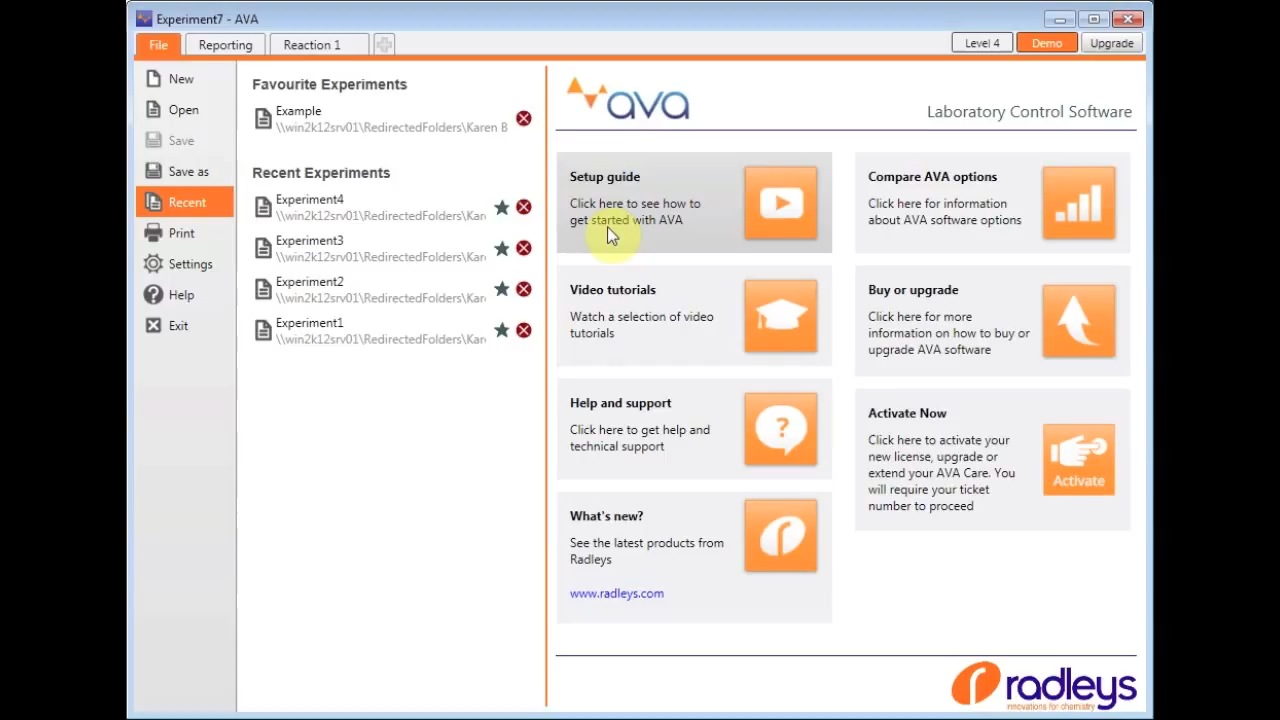 Experiment7 - AVA
File
Reporting
Reaction 1
Level 4
Demo
Upgrade
New
Open
Save
Save as
Recent
Print
Settings
Help
Exit
Favourite Experiments
Example
\\win2k12srv01\RedirectedFolders\Karen B
Recent Experiments
Experiment4
\\win2k12srv01\RedirectedFolders\Kare
Experiment3
\\win2k12srv01\RedirectedFolders\Kare
Experiment2
\\win2k12srv01\RedirectedFolders\Kare
Experiment1
\\win2k12srv01\RedirectedFolders\Kare
ava
Laboratory Control Software
Setup guide
Click here to see how to
get started with AVA
Video tutorials
Watch a selection of video
tutorials
Help and support
Click here to get help and
technical support
?
What's new?
See the latest products from
Radleys
www.radleys.com
Compare AVA options
Click here for information
about AVA software options
Buy or upgrade
Click here for more
information on how to buy or
upgrade AVA software
Activate Now
Click here to activate your
new license, upgrade or
extend your AVA Care. You
will require your ticket
number to proceed
Activate
radleys
innovations for chemistry